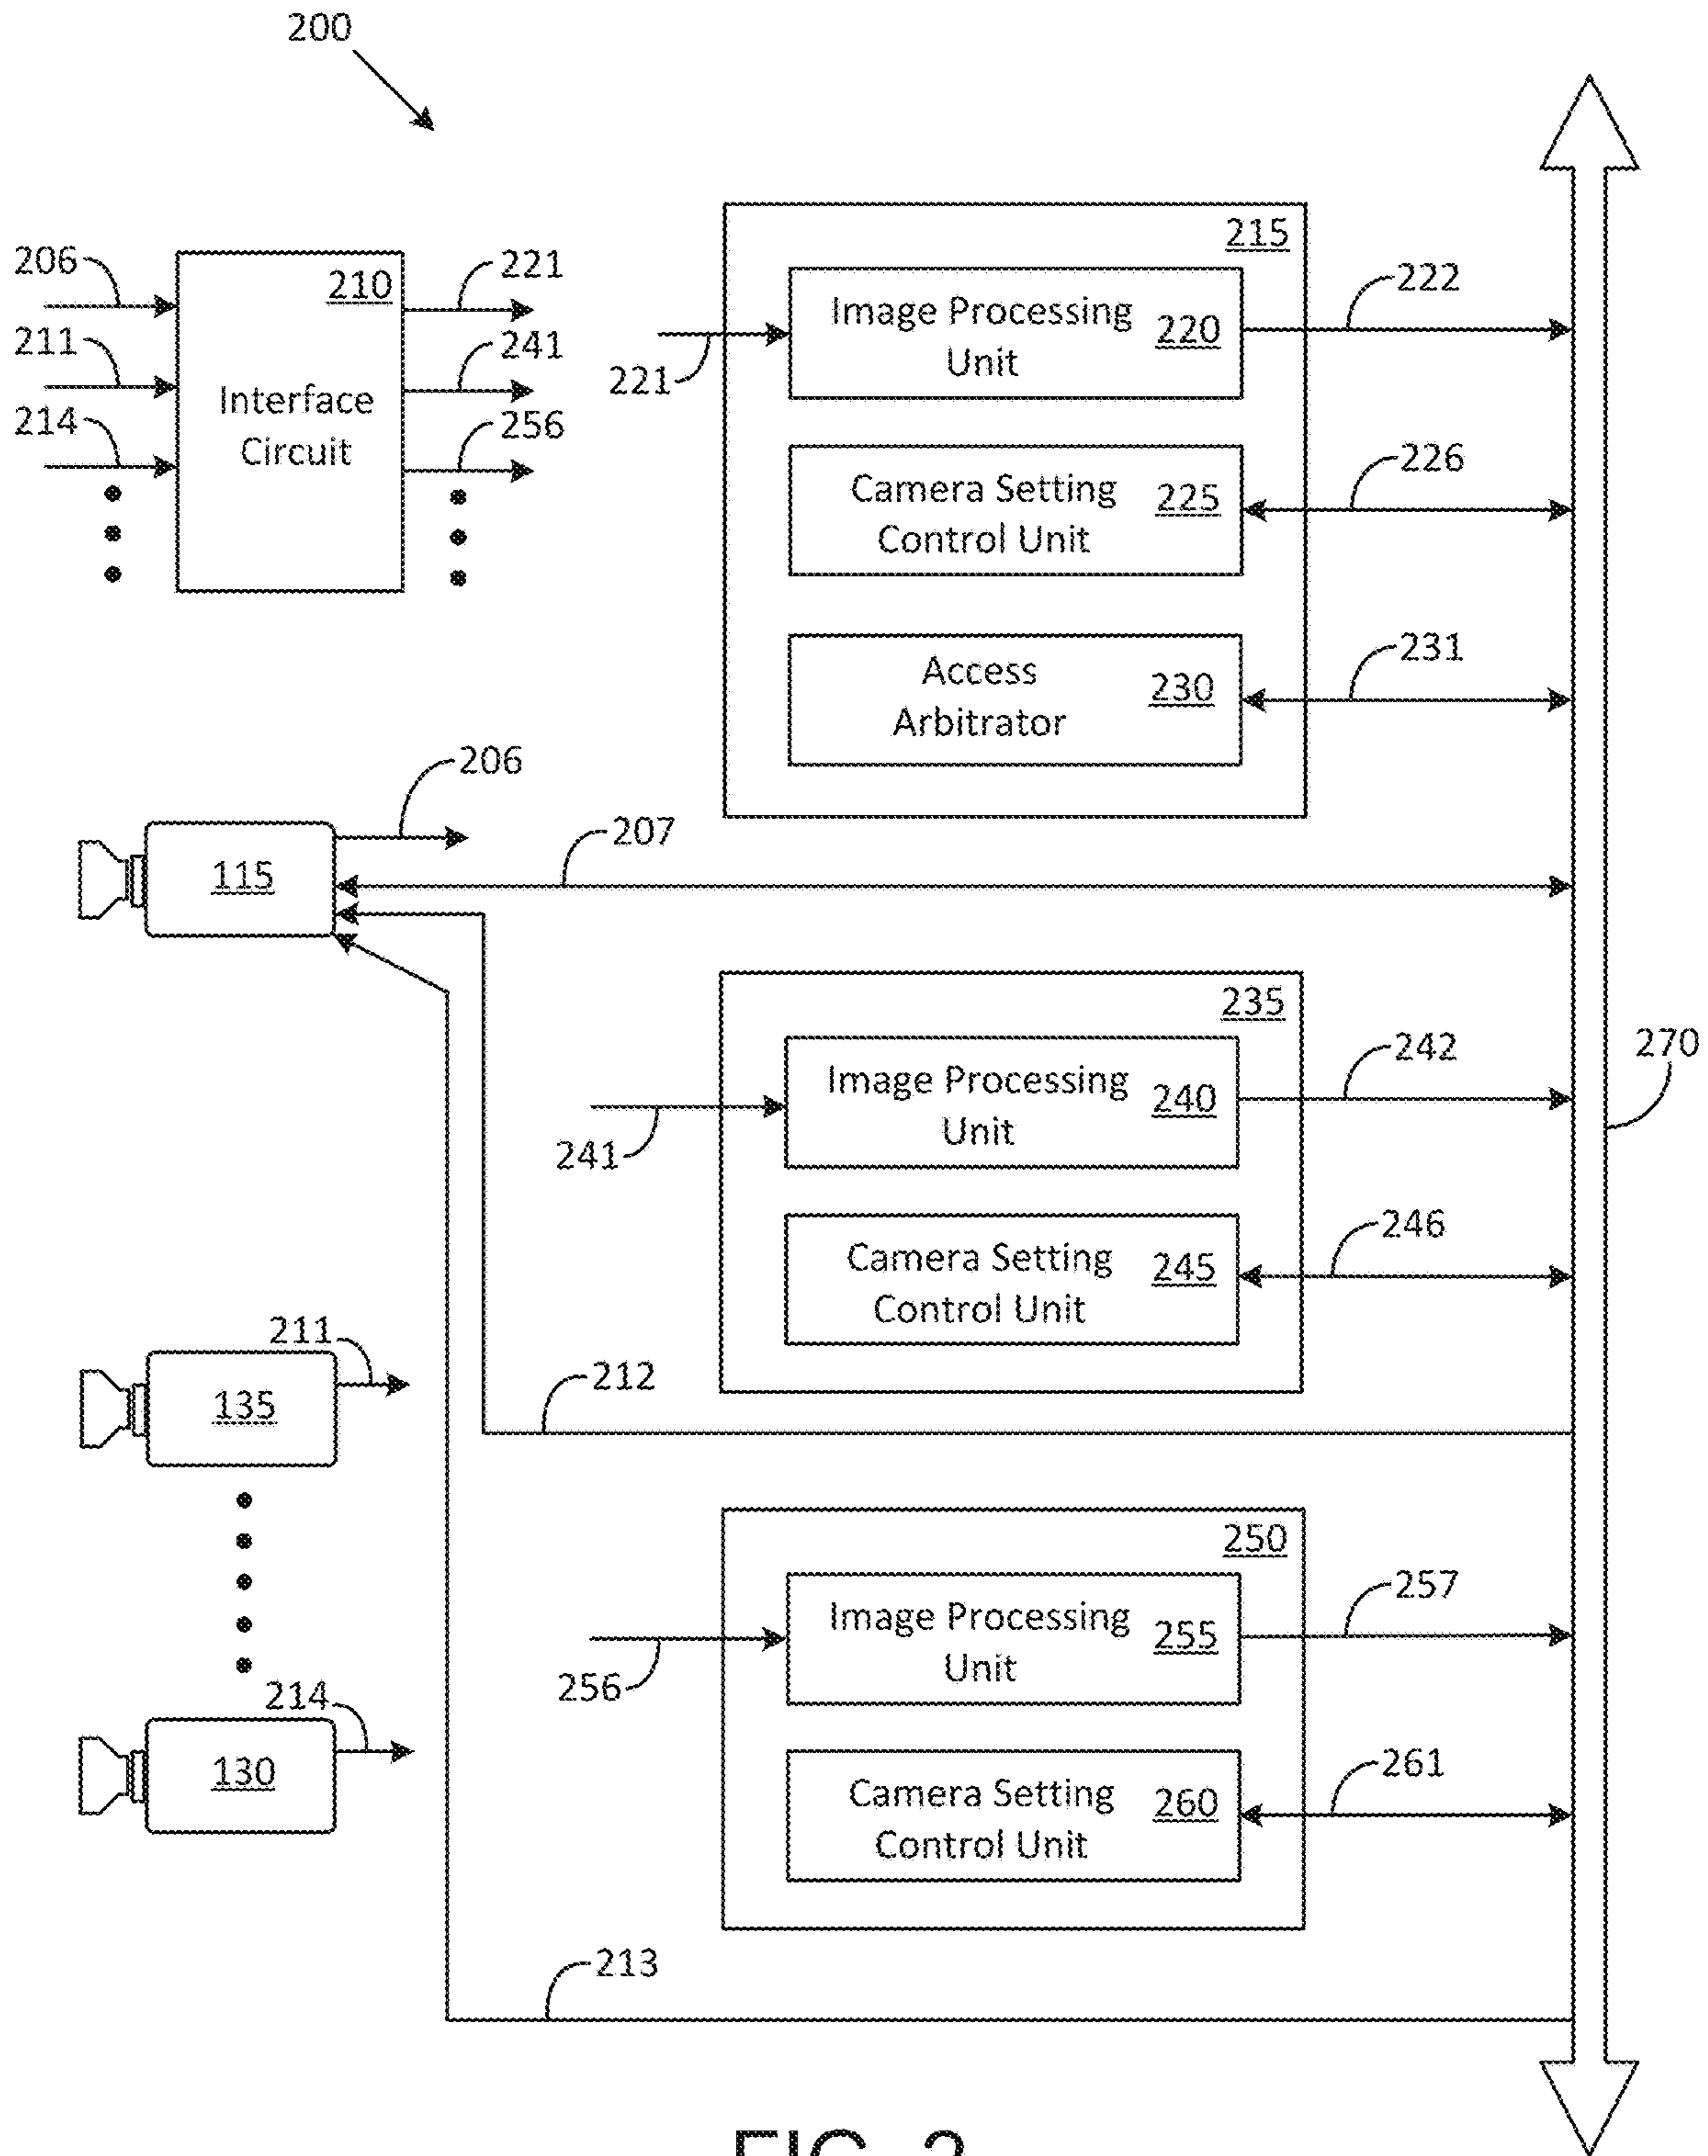 200
206
211
214
210
Interface
Circuit
221
241
256
215
221
Image Processing
Unit
220
222
Camera Setting
Control Unit
225
226
Access
Arbitrator
230
231
115
206
207
235
241
Image Processing
Unit
240
242
270
Camera Setting
Control Unit
245
246
211
135
212
250
256
Image Processing
Unit
255
257
214
130
Camera Setting
Control Unit
260
261
213